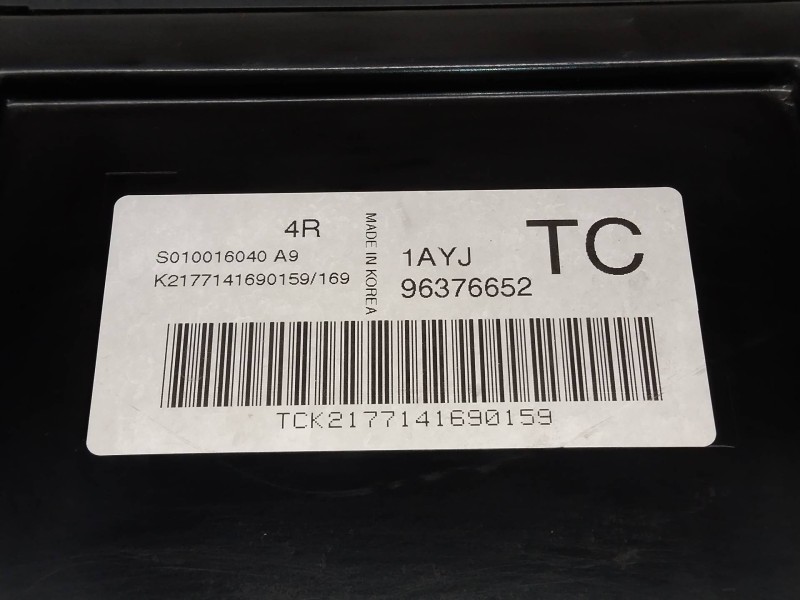 4R
S010016040 A9
K2177141690159/169
MADE IN KOREA
1AYJ
TC
96376652
TCK2177141690159